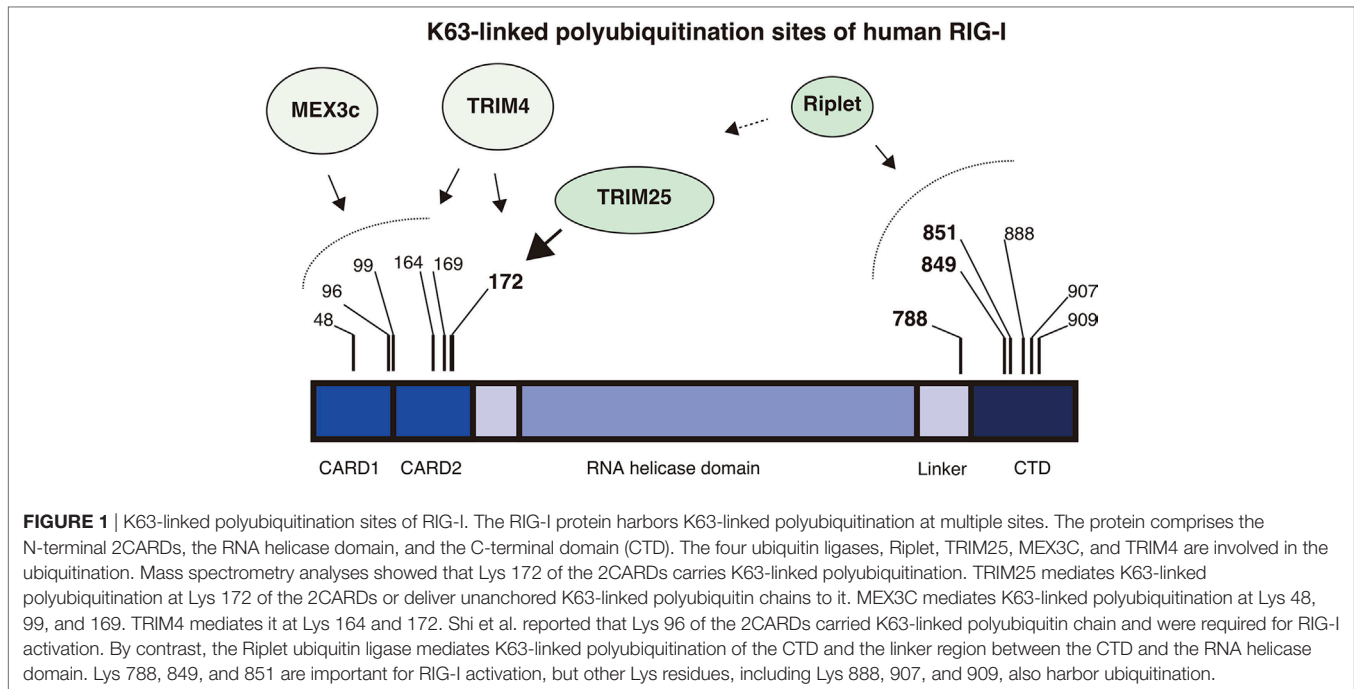 K63-linked polyubiquitination sites of human RIG-I
MEX3c
TRIM4
Riplet
TRIM25
99
164
169
172
96
48
851
849
888
788
907
909
CARD1
CARD2
RNA helicase domain
Linker
CTD
FIGURE 1 | K63-linked polyubiquitination sites of RIG-I. The RIG-I protein harbors K63-linked polyubiquitination at multiple sites. The protein comprises the
N-terminal 2CARDs, the RNA helicase domain, and the C-terminal domain (CTD). The four ubiquitin ligases, Riplet, TRIM25, MEX3C, and TRIM4 are involved in the
ubiquitination. Mass spectrometry analyses showed that Lys 172 of the 2CARDs carries K63-linked polyubiquitination. TRIM25 mediates K63-linked
polyubiquitination at Lys 172 of the 2CARDs or deliver unanchored K63-linked polyubiquitin chains to it. MEX3C mediates K63-linked polyubiquitination at Lys 48,
99, and 169. TRIM4 mediates it at Lys 164 and 172. Shi et al. reported that Lys 96 of the 2CARDs carried K63-linked polyubiquitin chain and were required for RIG-I
activation. By contrast, the Riplet ubiquitin ligase mediates K63-linked polyubiquitination of the CTD and the linker region between the CTD and the RNA helicase
domain. Lys 788, 849, and 851 are important for RIG-I activation, but other Lys residues, including Lys 888, 907, and 909, also harbor ubiquitination.